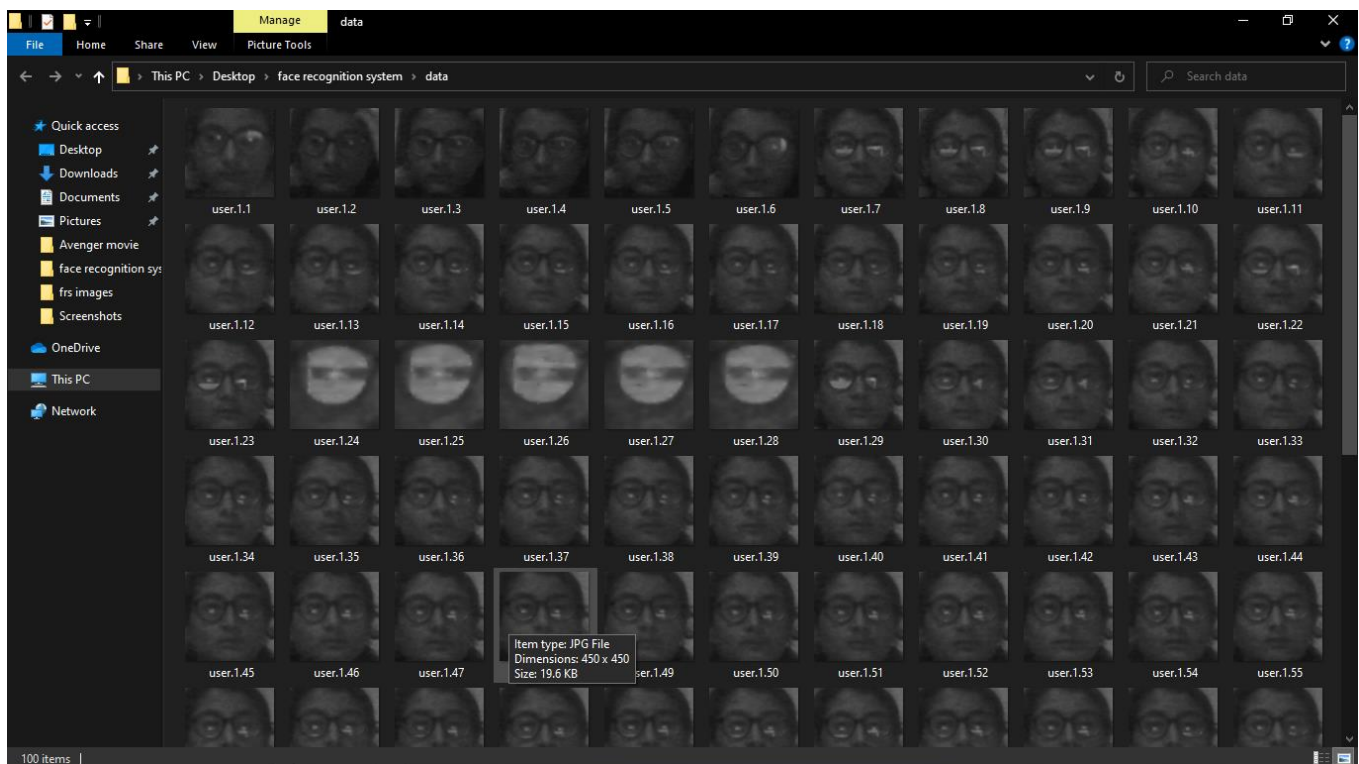 Manage data
File Home Share View Picture Tools
This PC › Desktop › face recognition system › data
Search data
Quick access
Desktop
Downloads
Documents
Pictures
Avenger movie
face recognition sys
frs images
Screenshots
OneDrive
This PC
Network
user.1.1 user.1.2 user.1.3 user.1.4 user.1.5 user.1.6 user.1.7 user.1.8 user.1.9 user.1.10 user.1.11
user.1.12 user.1.13 user.1.14 user.1.15 user.1.16 user.1.17 user.1.18 user.1.19 user.1.20 user.1.21 user.1.22
user.1.23 user.1.24 user.1.25 user.1.26 user.1.27 user.1.28 user.1.29 user.1.30 user.1.31 user.1.32 user.1.33
user.1.34 user.1.35 user.1.36 user.1.37 user.1.38 user.1.39 user.1.40 user.1.41 user.1.42 user.1.43 user.1.44
Item type: JPG File
Dimensions: 450 x 450
Size: 19.6 KB
user.1.45 user.1.46 user.1.47 ser.1.49 user.1.50 user.1.51 user.1.52 user.1.53 user.1.54 user.1.55
100 items